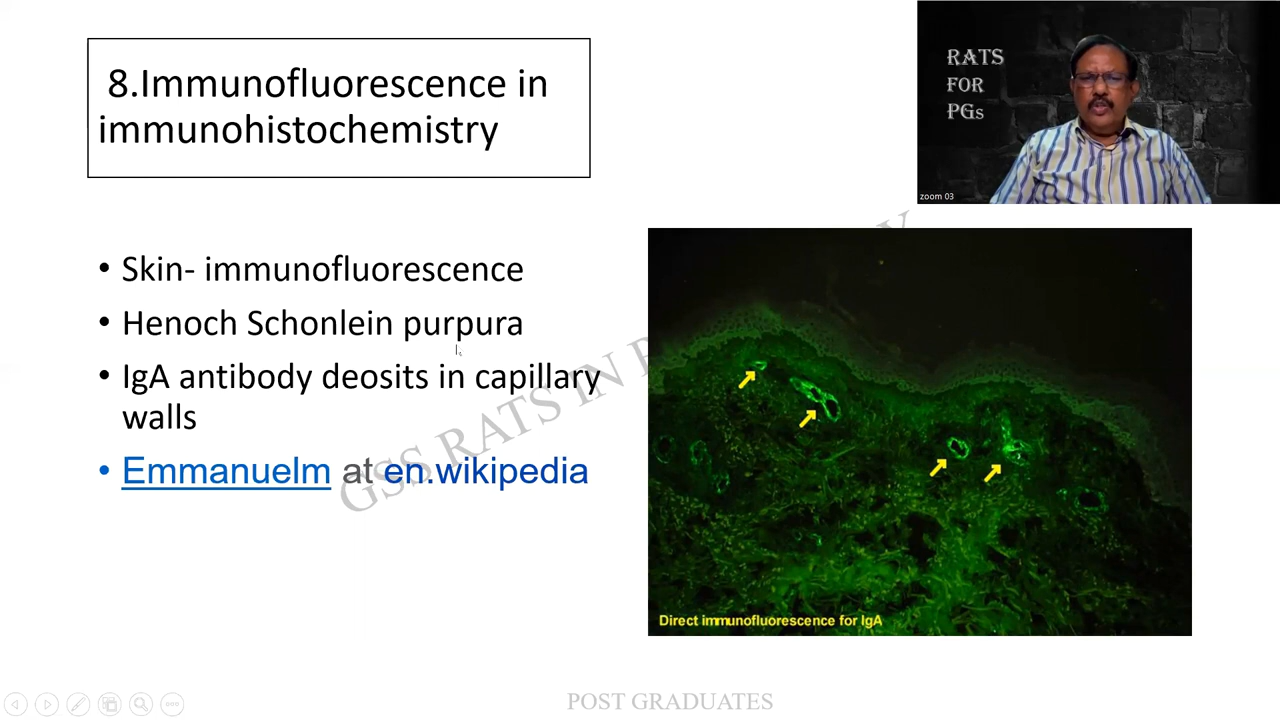 8.Immunofluorescence in
immunohistochemistry
RATS
FOR
PGs
zoom 03
• Skin- immunofluorescence
• Henoch Schonlein purpura
• IgA antibody deosits in capillary
walls
• Emmanuelm at en.wikipedia
GSS RATS IN
Direct immunofluorescence for IgA
POST GRADUATES